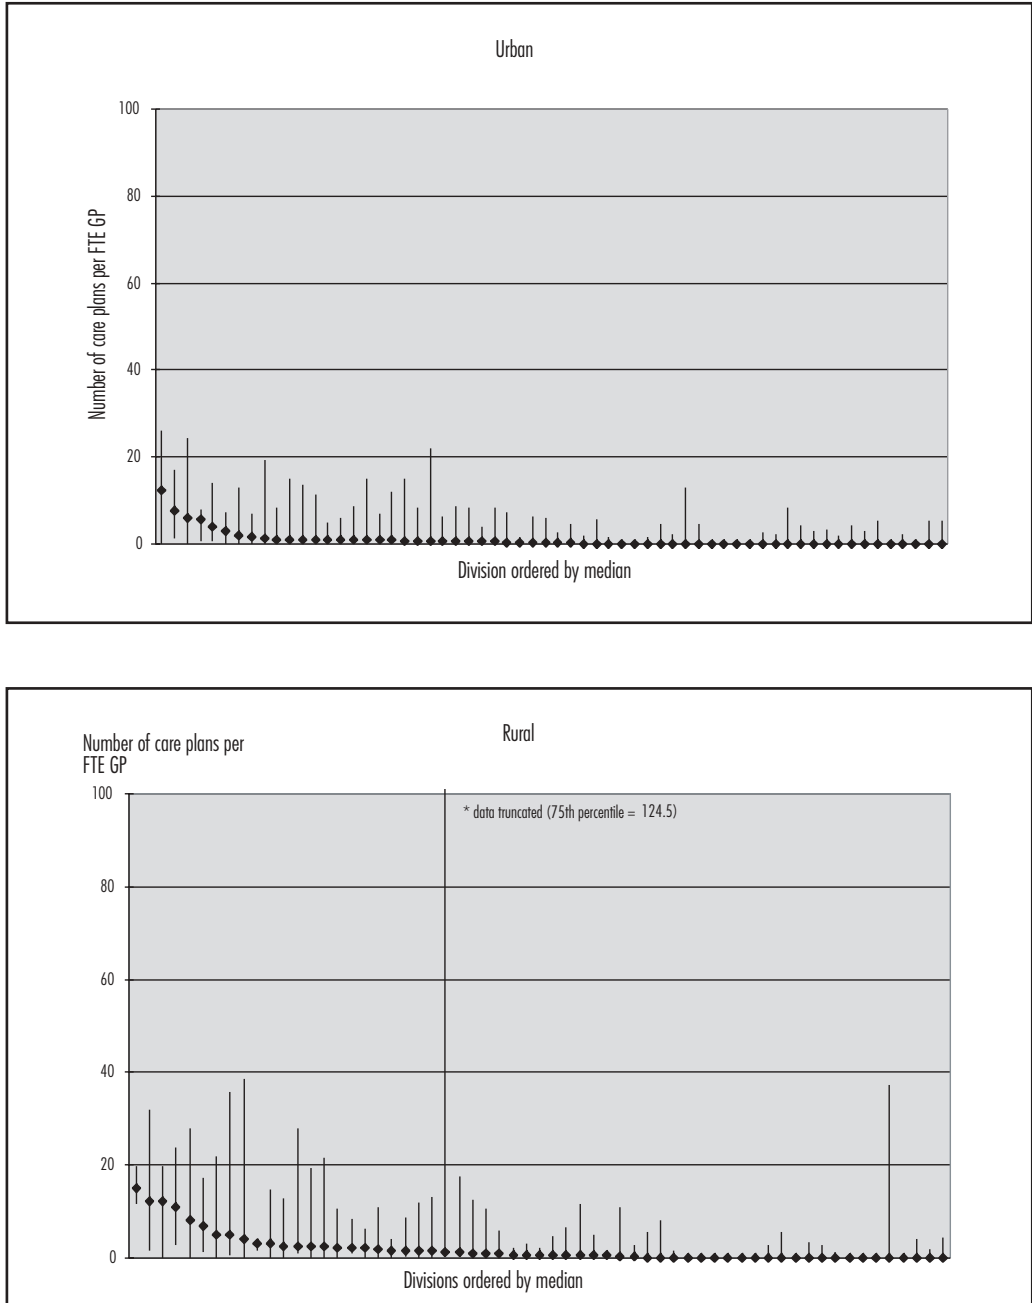 Urban
Number of care plans per FTE GP
100
80
60
40
20
0
Division ordered by median
Rural
Number of care plans per
FTE GP
* data truncated (75th percentile = 124.5)
100
80
60
40
20
0
Divisions ordered by median